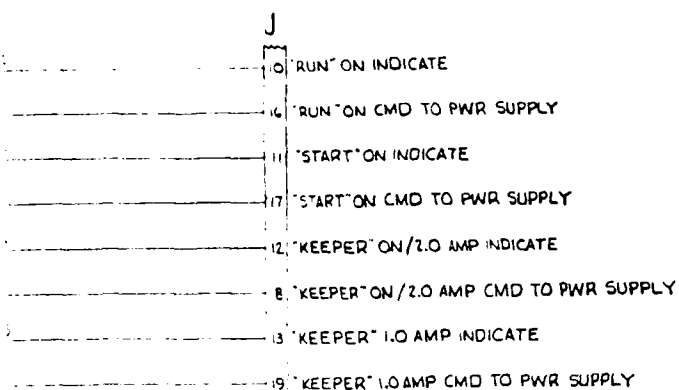 J
10 "RUN" ON INDICATE
16 "RUN" ON CMD TO PWR SUPPLY
11 "START" ON INDICATE
17 "START" ON CMD TO PWR SUPPLY
12 "KEEPER" ON/2.0 AMP INDICATE
8 "KEEPER" ON/2.0 AMP CMD TO PWR SUPPLY
13 "KEEPER" 1.0 AMP INDICATE
19 "KEEPER" 1.0 AMP CMD TO PWR SUPPLY